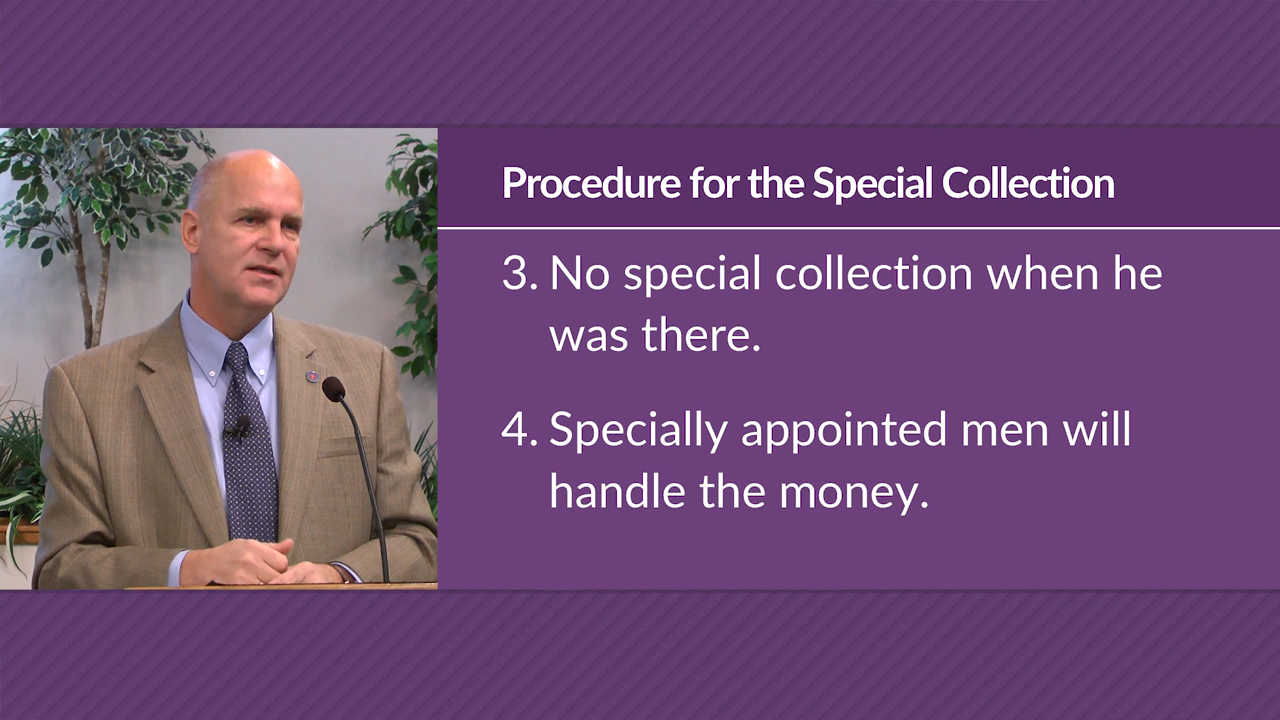 Procedure for the Special Collection
3. No special collection when he
was there.
4. Specially appointed men will
handle the money.